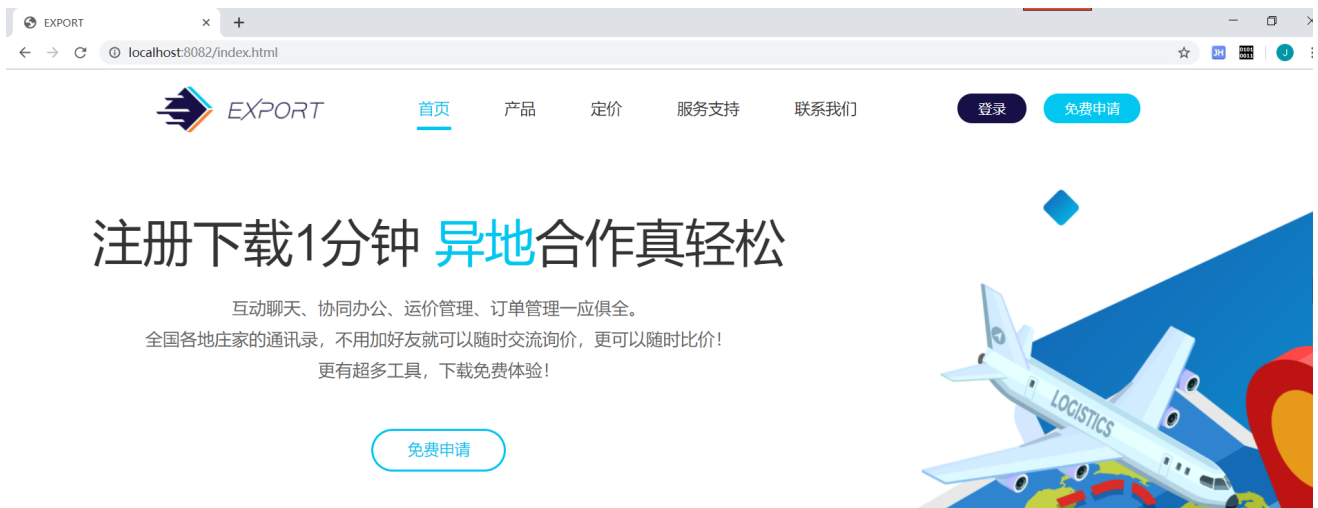 EXPORT
localhost:8082/index.html
JH
0101
0011
J
EXPORT
首页 产品 定价 服务支持 联系我们 登录 免费申请
注册下载1分钟 异地合作真轻松
互动聊天、协同办公、运价管理、订单管理一应俱全。
全国各地庄家的通讯录，不用加好友就可以随时交流询价，更可以随时比价！
更有超多工具，下载免费体验！
免费申请
LOGISTICS